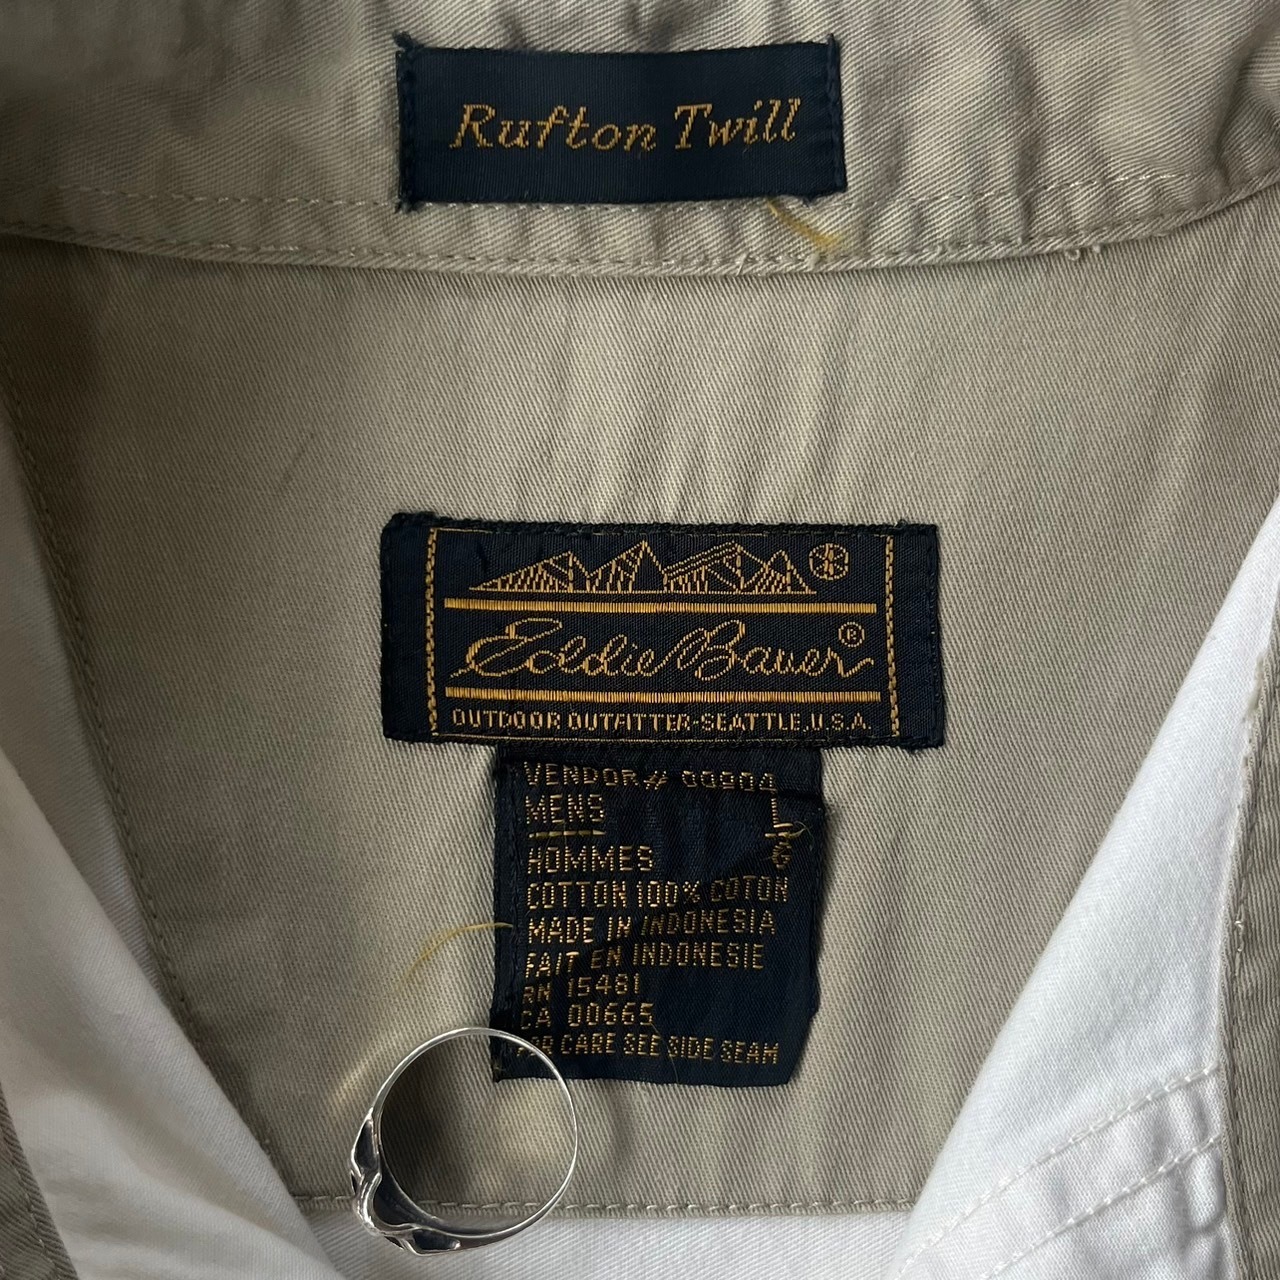 Rufton Twill
Eddie Bauer®
OUTDOOR OUTFITTER-SEATTLE, U.S.A.
VENDOR# 00904
MENS L
HOMMES G
COTTON 100% COTON
MADE IN INDONESIA
FAIT EN INDONESIE
RN 15481
CA 00665
FOR CARE SEE SIDE SEAM